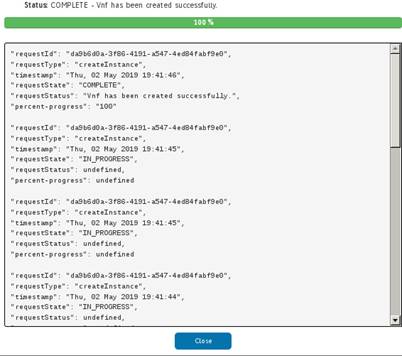 Status: COMPLETE - Vnf has been created successfully.
100 %
"requestId": "da9b6d0a-3f86-4191-a547-4ed84fabf9e0",
"requestType": "createInstance",
"timestamp": "Thu, 02 May 2019 19:41:46",
"requestState": "COMPLETE",
"requestStatus": "Vnf has been created successfully.",
"percent-progress": "100"
"requestId": "da9b6d0a-3f86-4191-a547-4ed84fabf9e0",
"requestType": "createInstance",
"timestamp": "Thu, 02 May 2019 19:41:45",
"requestState": "IN_PROGRESS",
"requestStatus": undefined,
"percent-progress": undefined
"requestId": "da9b6d0a-3f86-4191-a547-4ed84fabf9e0",
"requestType": "createInstance",
"timestamp": "Thu, 02 May 2019 19:41:45",
"requestState": "IN_PROGRESS",
"requestStatus": undefined,
"percent-progress": undefined
"requestId": "da9b6d0a-3f86-4191-a547-4ed84fabf9e0",
"requestType": "createInstance",
"timestamp": "Thu, 02 May 2019 19:41:44",
"requestState": "IN_PROGRESS",
"requestStatus": undefined,
Close